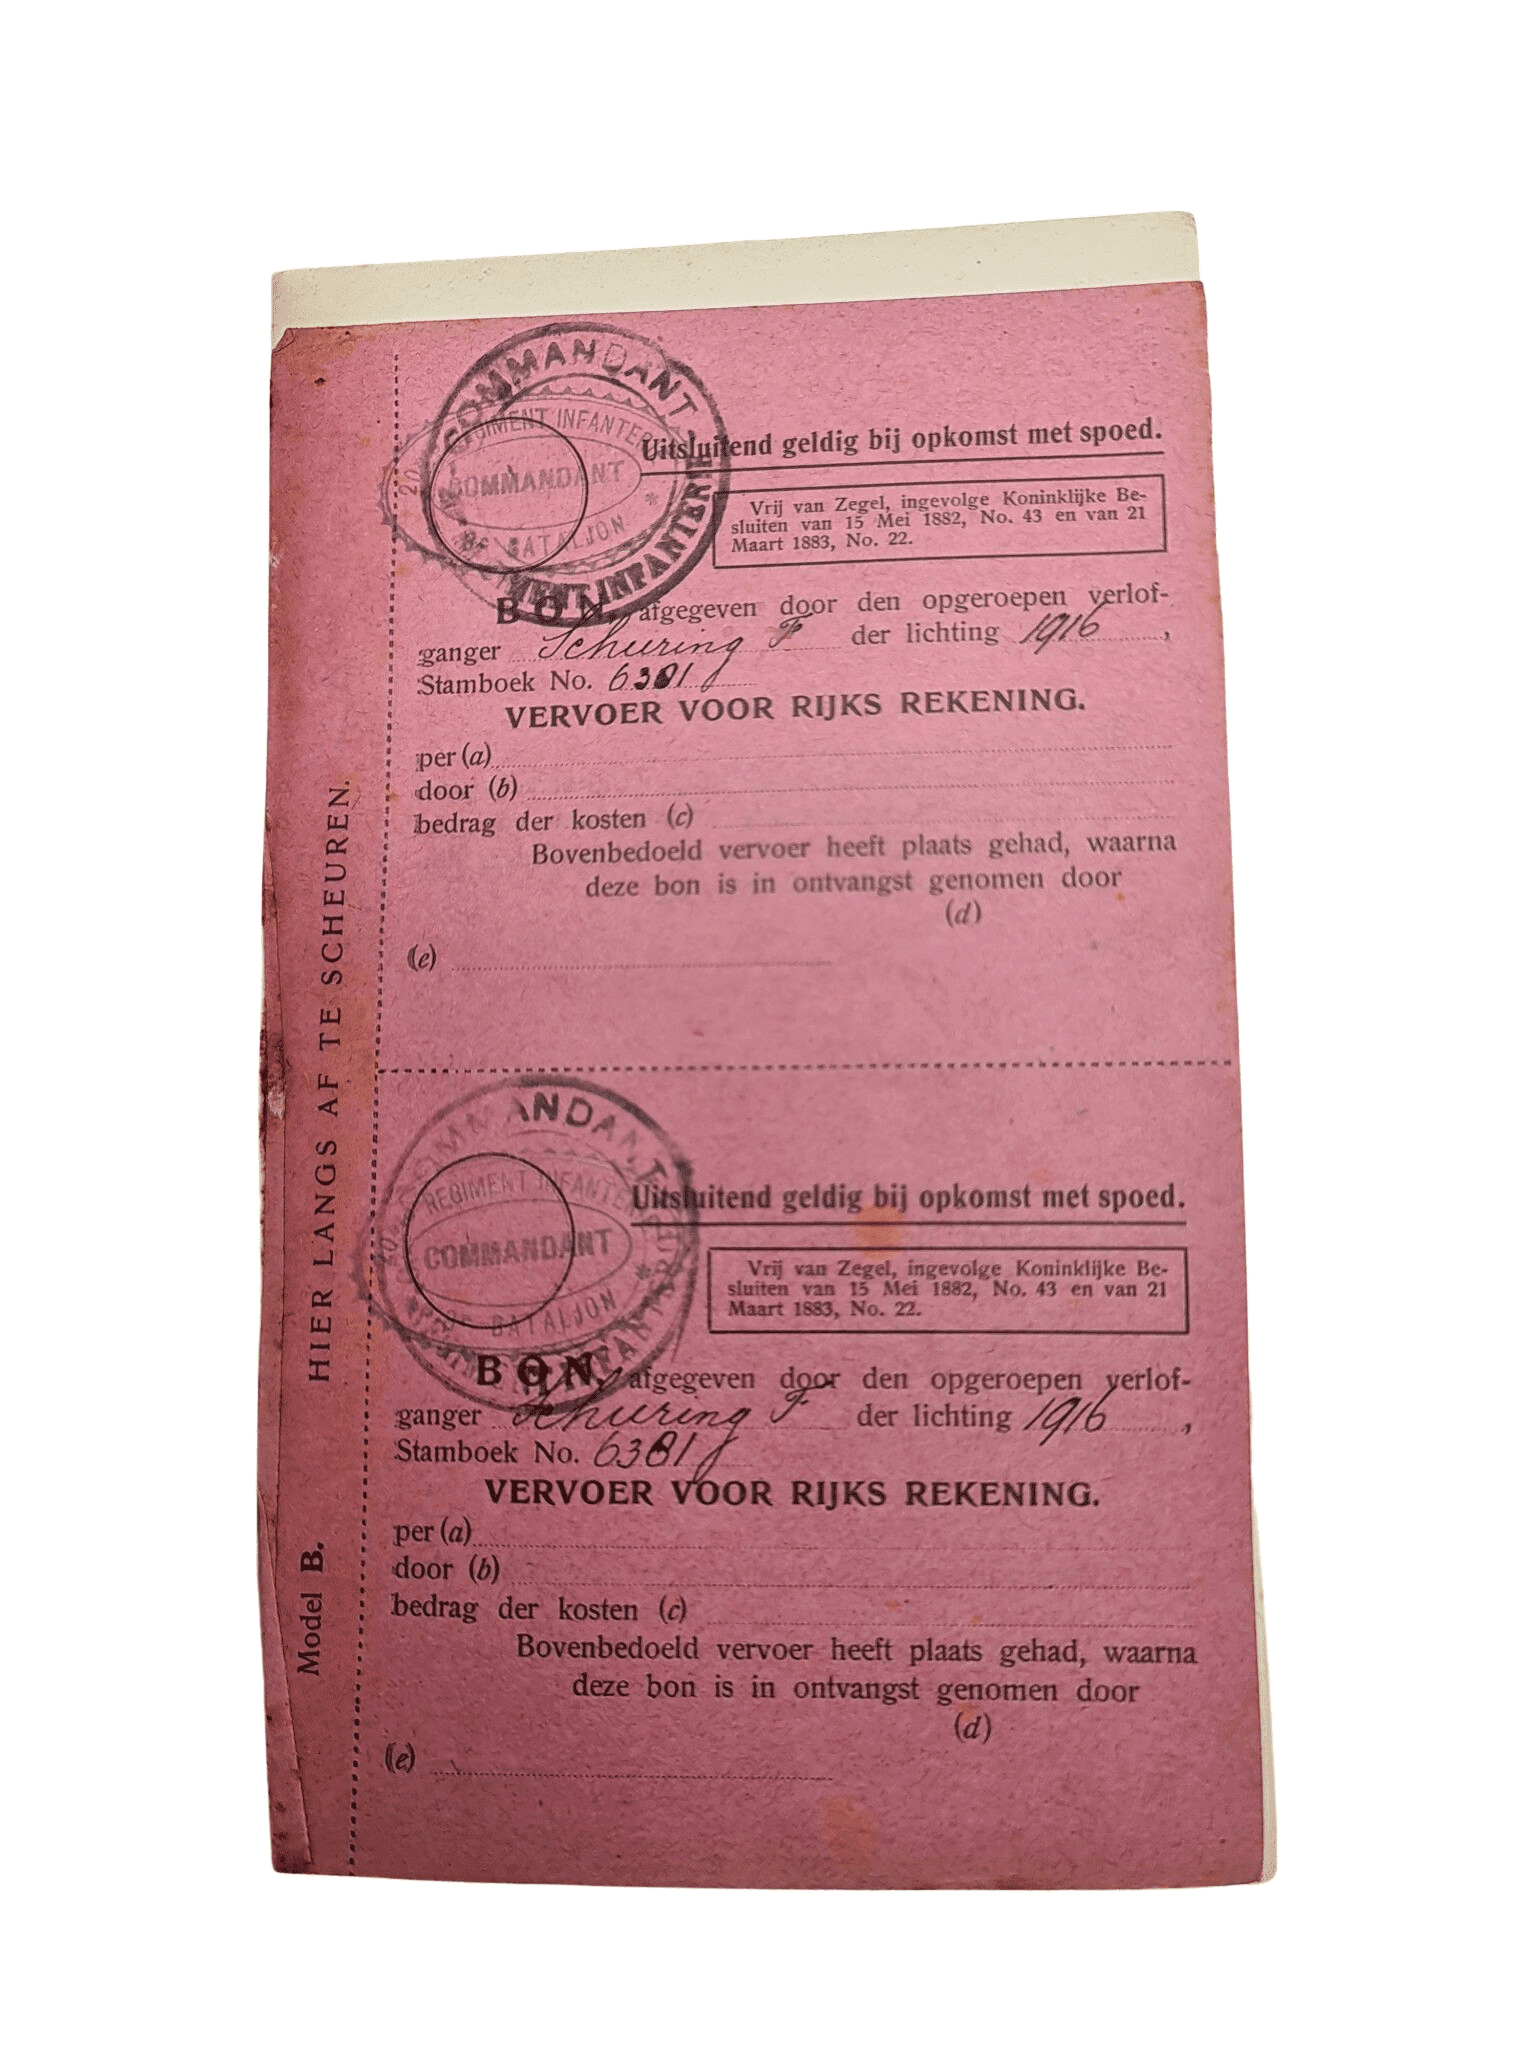 COMMANDANT
REGIMENT INFANTERIE
COMMANDANT
BATALJON
Uitsluitend geldig bij opkomst met spoed.
Vrij van Zegel, ingevolge Koninklijke Be-
sluiten van 15 Mei 1882, No. 43 en van 21
Maart 1883, No. 22.
BON, afgegeven door den opgeroepen verlof-
ganger Schuring F der lichting 1916,
Stamboek No. 6381
VERVOER VOOR RIJKS REKENING.
per (a)
door (b)
bedrag der kosten (c)
Bovenbedoeld vervoer heeft plaats gehad, waarna
deze bon is in ontvangst genomen door
(d)
(e)
COMMANDANT
REGIMENT INFANTERIE
COMMANDANT
BATALJON
Uitsluitend geldig bij opkomst met spoed.
Vrij van Zegel, ingevolge Koninklijke Be-
sluiten van 15 Mei 1882, No. 43 en van 21
Maart 1883, No. 22.
BON, afgegeven door den opgeroepen verlof-
ganger Schuring F der lichting 1916,
Stamboek No. 6381
VERVOER VOOR RIJKS REKENING.
per (a)
door (b)
bedrag der kosten (c)
Bovenbedoeld vervoer heeft plaats gehad, waarna
deze bon is in ontvangst genomen door
(d)
(e)
Model B. HIER LANGS AF TE SCHEUREN.